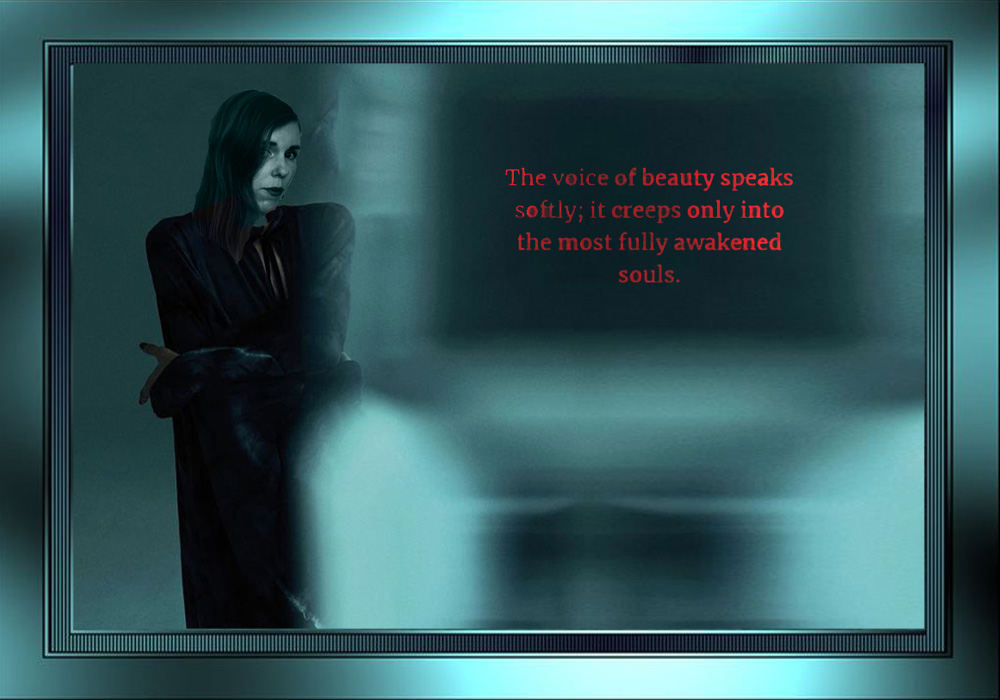 The voice of beauty speaks
softly; it creeps only into
the most fully awakened
souls.